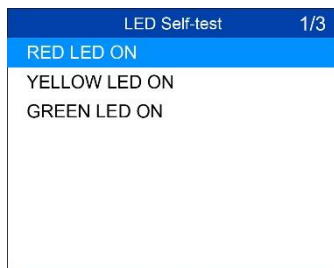 LED Self-test 1/3
RED LED ON
YELLOW LED ON
GREEN LED ON